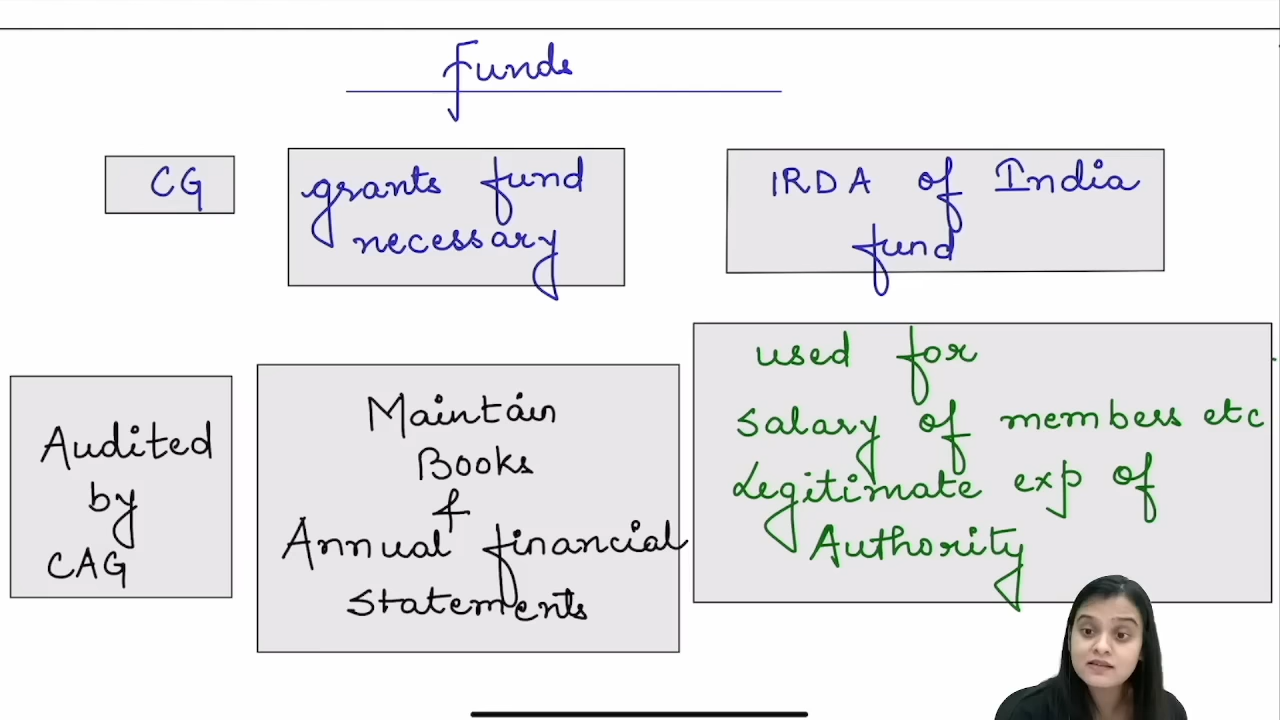 Funds
CG
grants fund
necessary
IRDA of India
fund
used for
Salary of members etc
Legitimate exp of
Authority
Maintain
Books
&
Annual financial
Statements
Audited
by
CAG